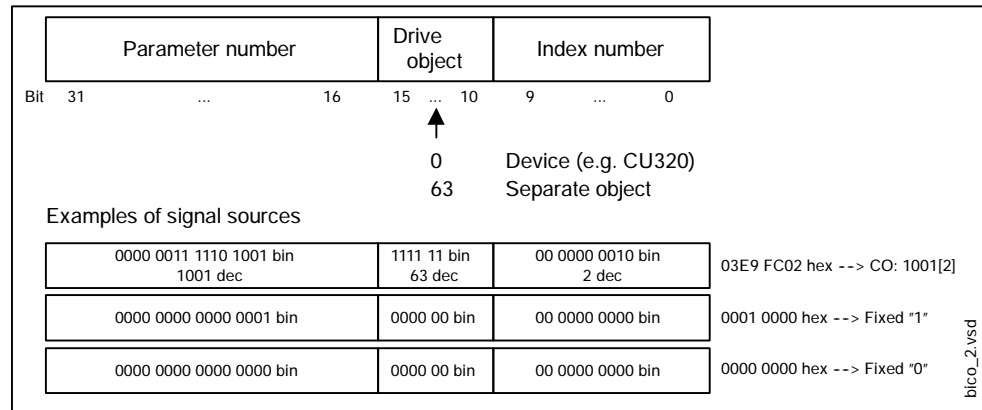 Parameter number Drive object Index number
Bit 31 ... 16 15 ... 10 9 ... 0
0 Device (e.g. CU320)
63 Separate object
Examples of signal sources
0000 0011 1110 1001 bin 1111 11 bin 00 0000 0010 bin
1001 dec 63 dec 2 dec
03E9 FC02 hex --> CO: 1001[2]
0000 0000 0000 0001 bin 0000 00 bin 00 0000 0000 bin 0001 0000 hex --> Fixed "1"
0000 0000 0000 0000 bin 0000 00 bin 00 0000 0000 bin 0000 0000 hex --> Fixed "0"
bico_2.vsd